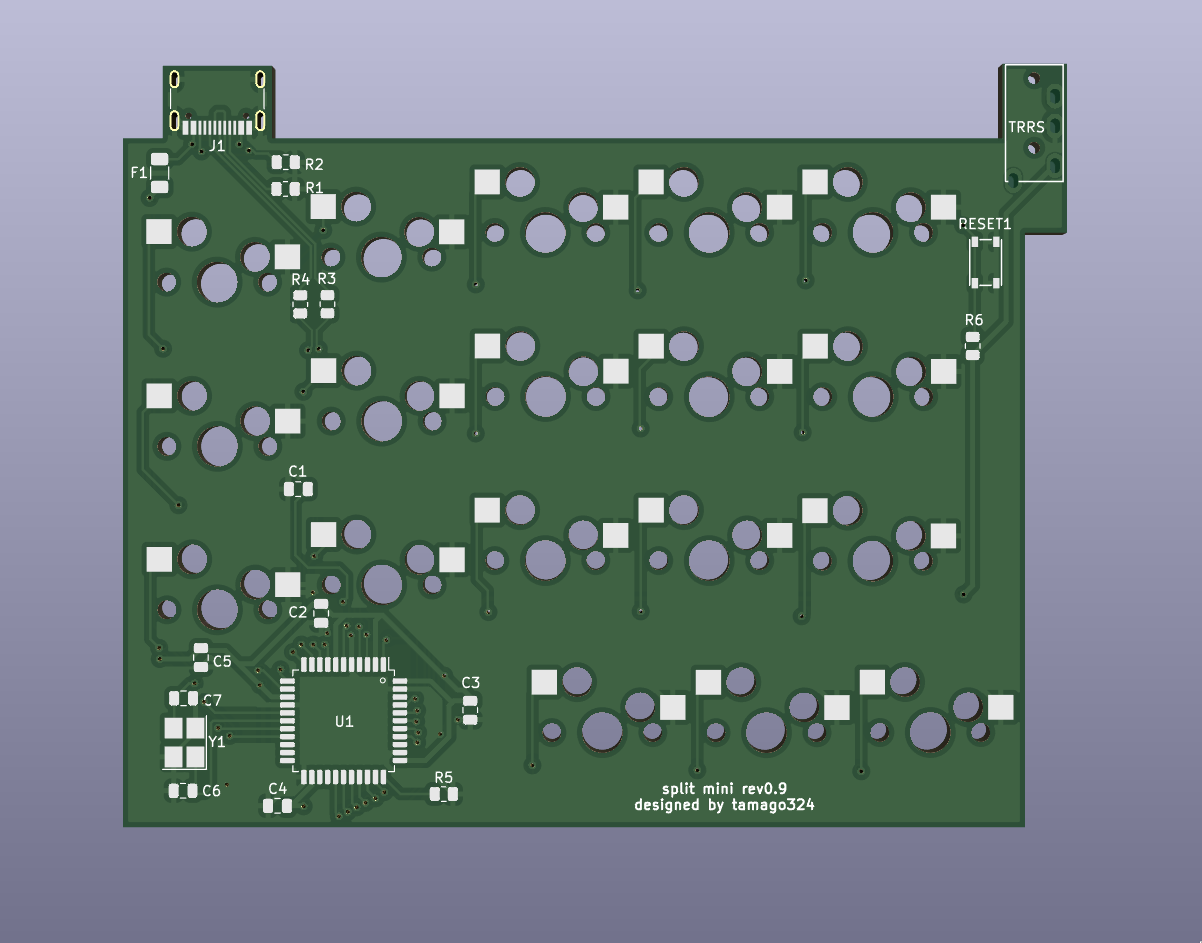 TRRS
J1
F1
R2
R1
RESET1
R4
R3
R6
C1
C2
C5
C7
C3
U1
Y1
R5
C4
C6
split mini rev0.9
designed by tamago324